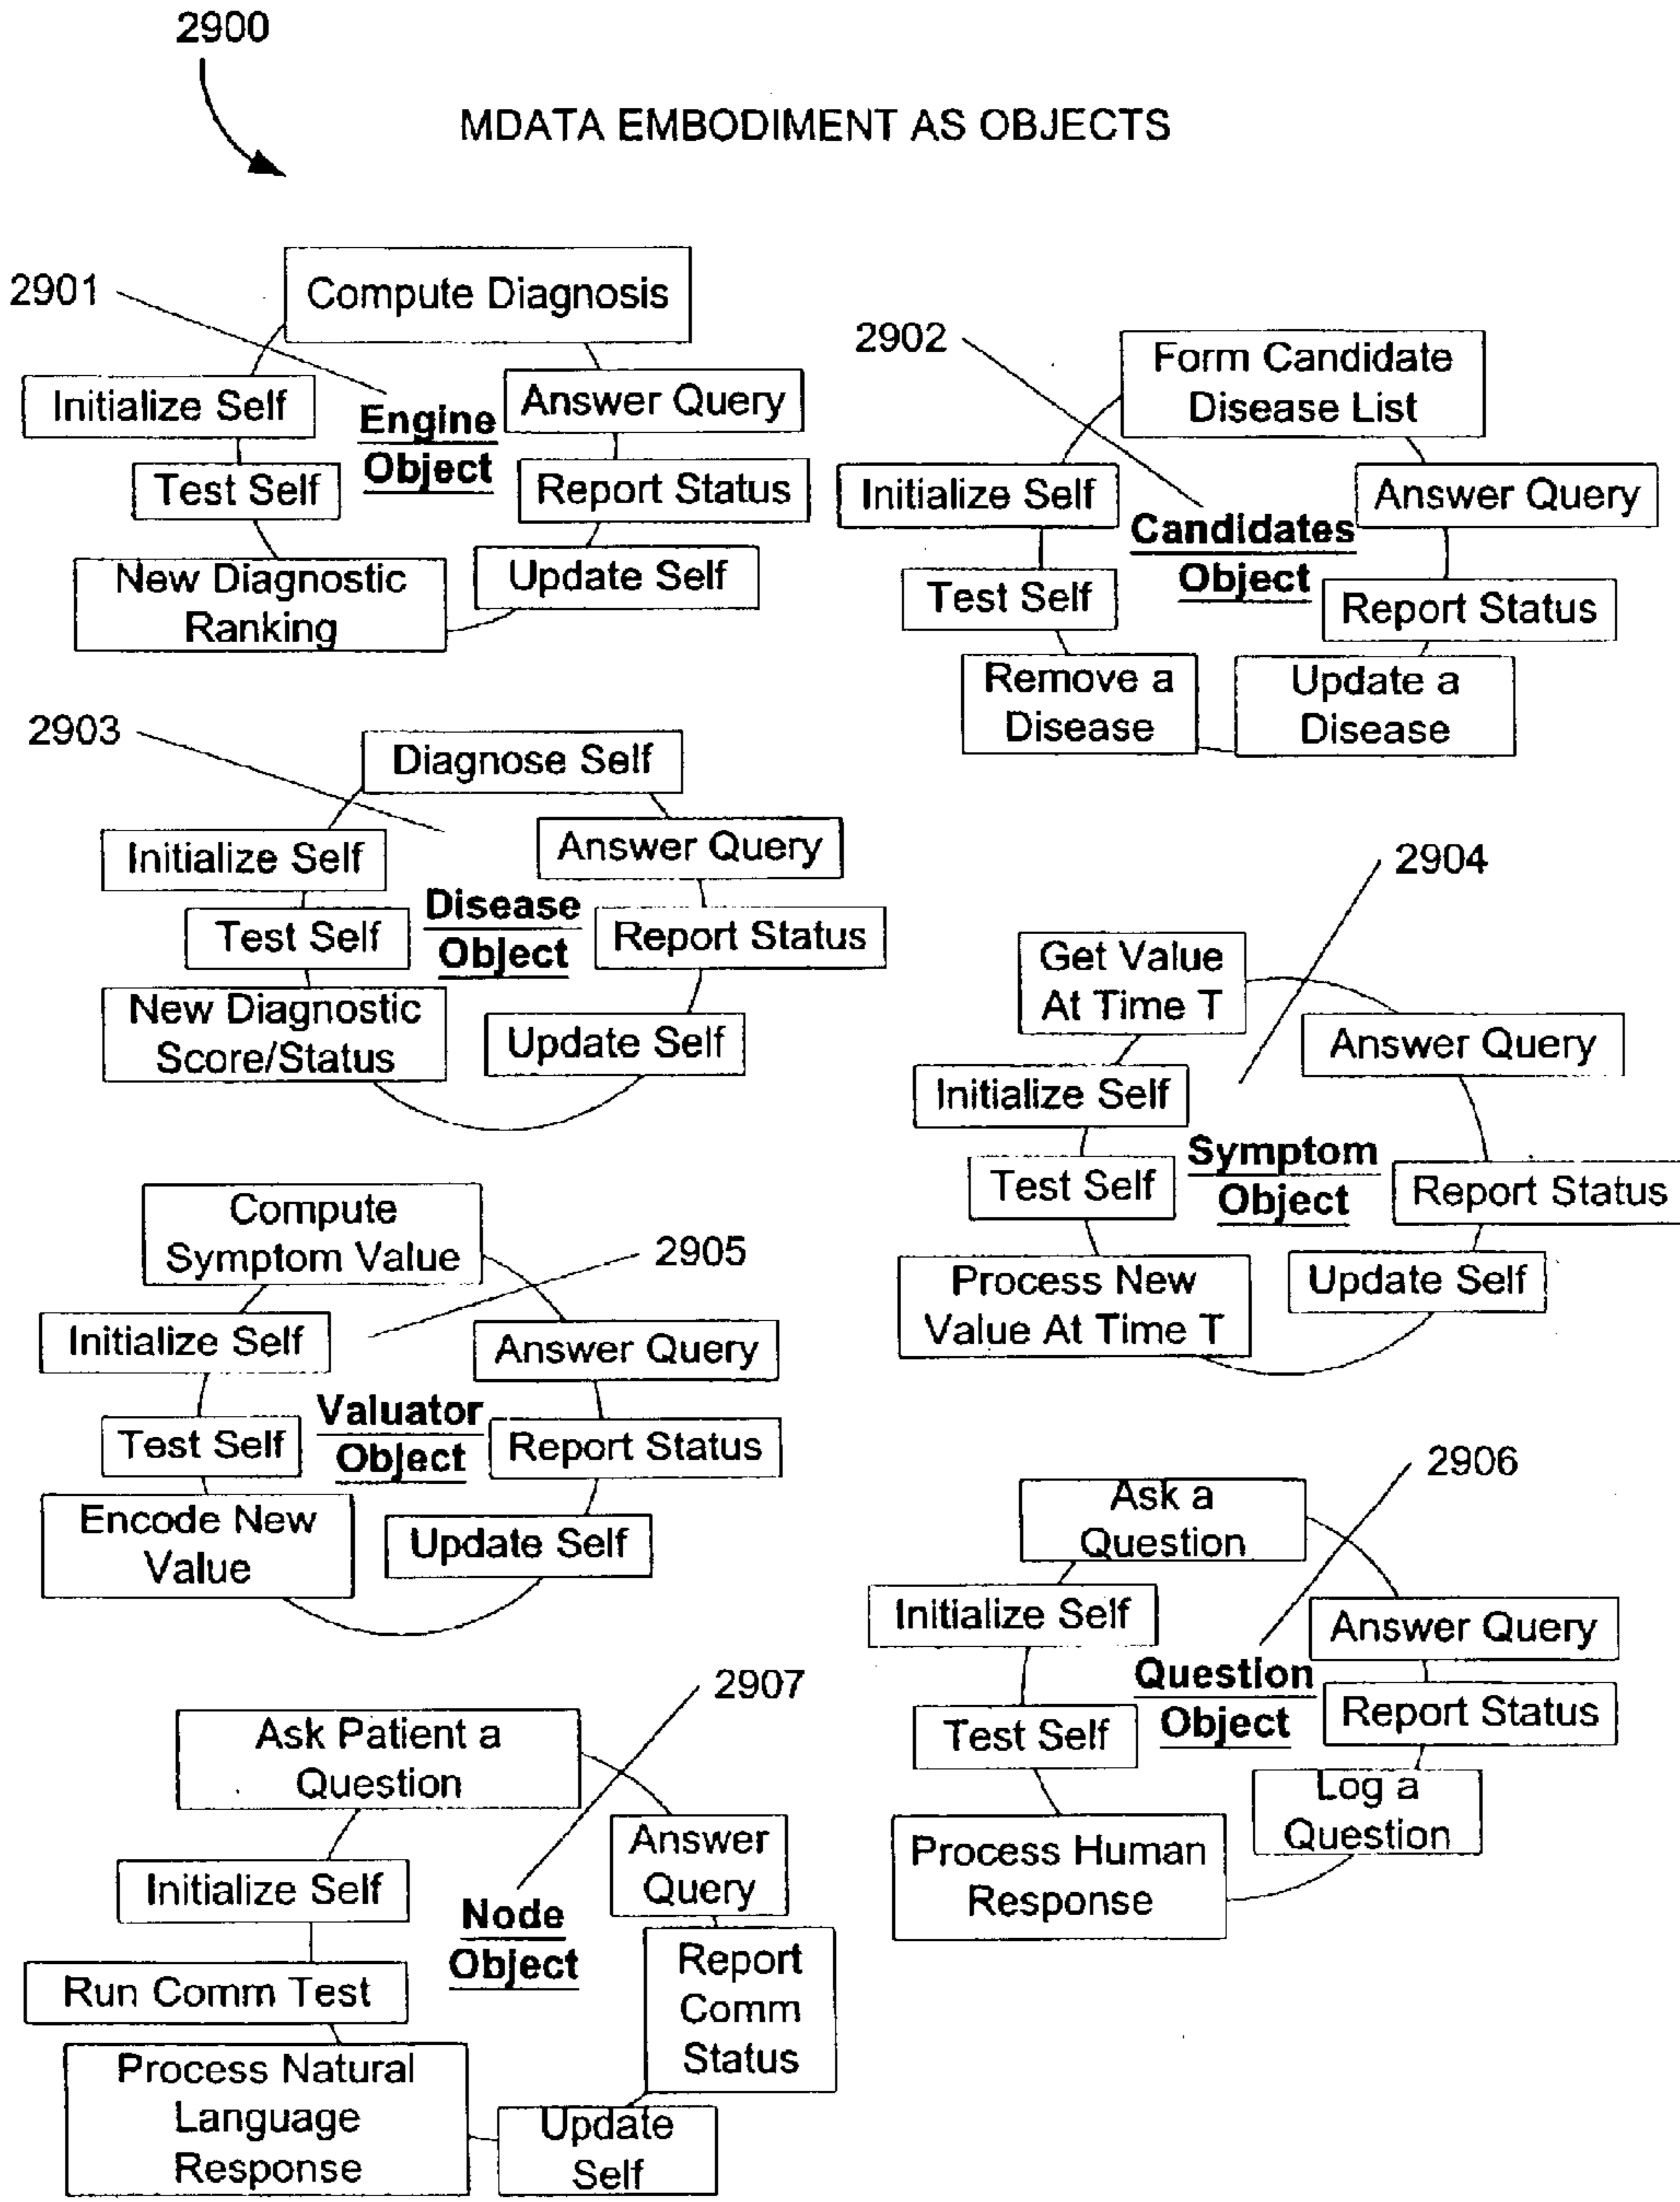 2900
MDATA EMBODIMENT AS OBJECTS
2901
Compute Diagnosis
Initialize Self
Engine
Object
Answer Query
Test Self
Report Status
New Diagnostic
Ranking
Update Self
2902
Form Candidate
Disease List
Initialize Self
Candidates
Object
Answer Query
Test Self
Report Status
Remove a
Disease
Update a
Disease
2903
Diagnose Self
Initialize Self
Answer Query
Disease
Object
Test Self
Report Status
New Diagnostic
Score/Status
Update Self
2904
Get Value
At Time T
Answer Query
Initialize Self
Symptom
Object
Test Self
Report Status
Process New
Value At Time T
Update Self
2905
Compute
Symptom Value
Initialize Self
Answer Query
Valuator
Object
Test Self
Report Status
Encode New
Value
Update Self
2906
Ask a
Question
Initialize Self
Answer Query
Question
Object
Test Self
Report Status
Log a
Question
Process Human
Response
2907
Ask Patient a
Question
Answer
Query
Initialize Self
Node
Object
Run Comm Test
Report
Comm
Status
Process Natural
Language
Response
Update
Self